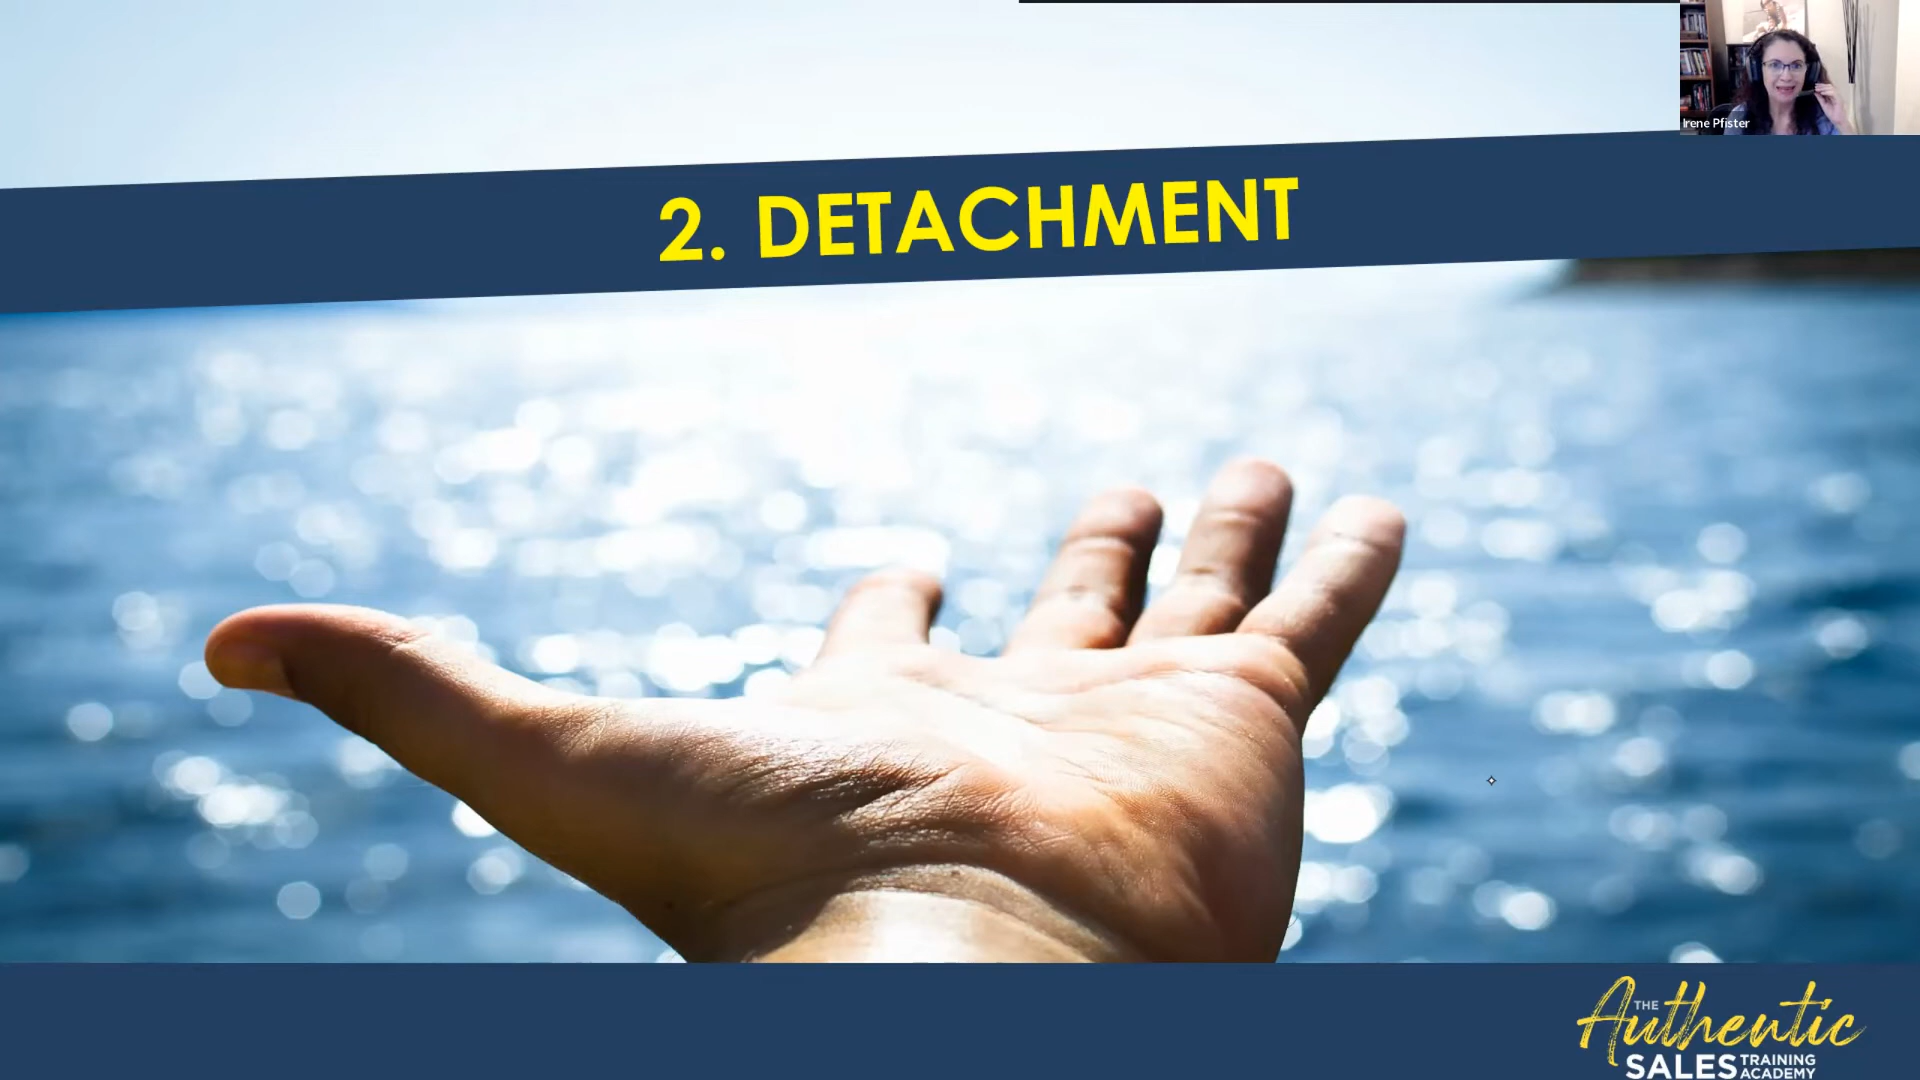 Irene Pfister
2. DETACHMENT
THE
Authentic
SALES TRAINING
ACADEMY